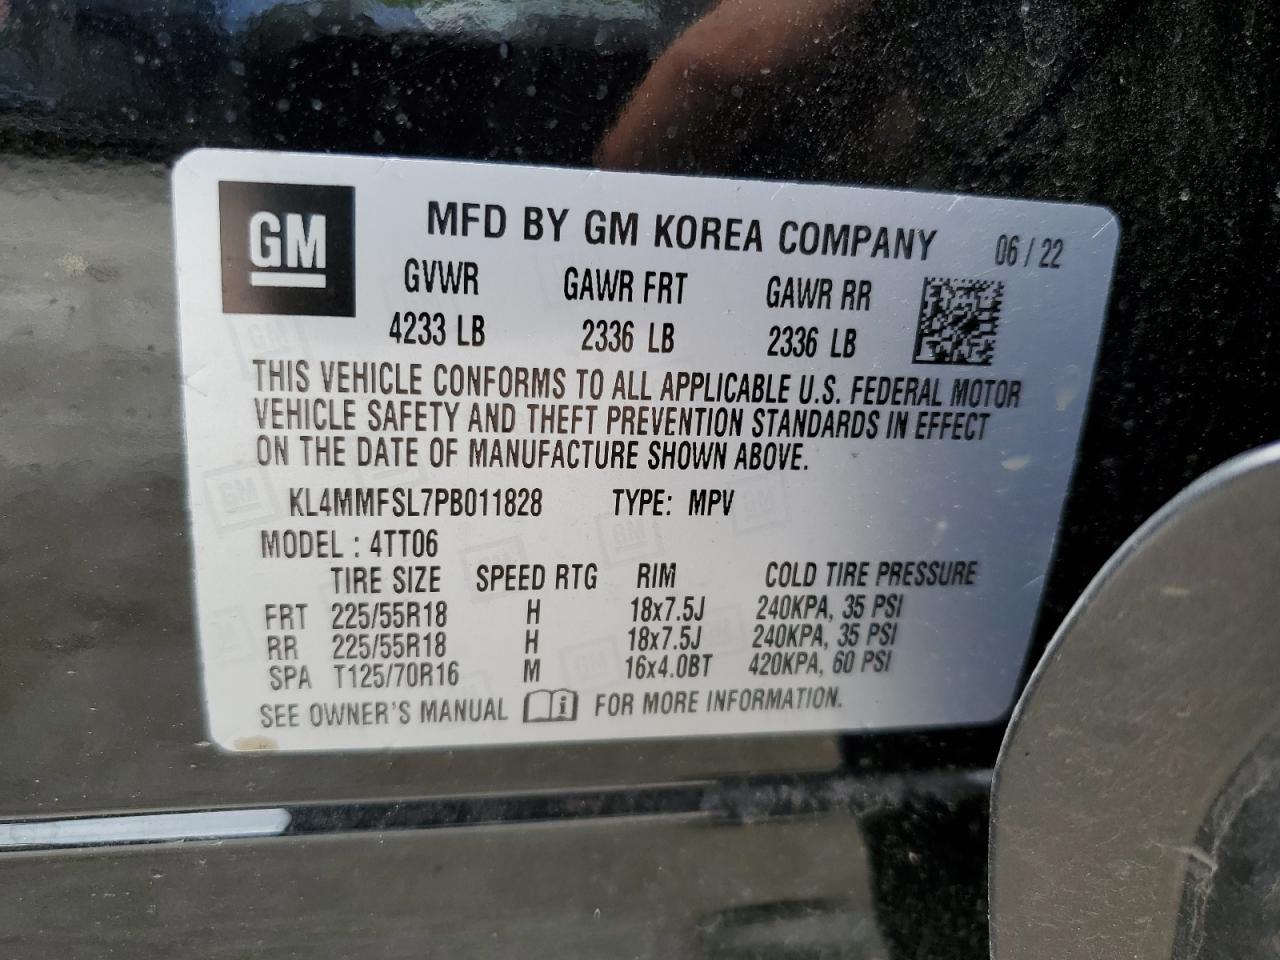 GM
MFD BY GM KOREA COMPANY 06 / 22
GVWR GAWR FRT GAWR RR
4233 LB 2336 LB 2336 LB
THIS VEHICLE CONFORMS TO ALL APPLICABLE U.S. FEDERAL MOTOR
VEHICLE SAFETY AND THEFT PREVENTION STANDARDS IN EFFECT
ON THE DATE OF MANUFACTURE SHOWN ABOVE.
KL4MMFSL7PB011828 TYPE: MPV
MODEL : 4TT06
TIRE SIZE SPEED RTG RIM COLD TIRE PRESSURE
FRT 225/55R18 H 18x7.5J 240KPA, 35 PSI
RR 225/55R18 H 18x7.5J 240KPA, 35 PSI
SPA T125/70R16 M 16x4.0BT 420KPA, 60 PSI
SEE OWNER'S MANUAL i FOR MORE INFORMATION.